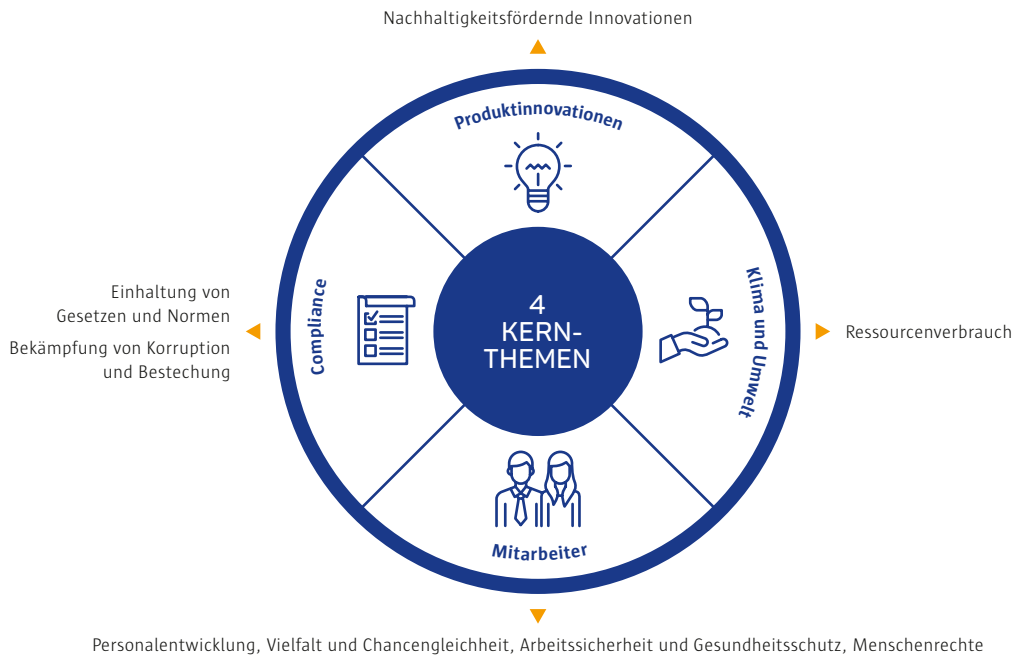 Nachhaltigkeitsfördernde Innovationen
Produktinnovationen
Einhaltung von
Gesetzen und Normen
Bekämpfung von Korruption
und Bestechung
Compliance
4
KERN-
THEMEN
Klima und Umwelt
Ressourcenverbrauch
Mitarbeiter
Personalentwicklung, Vielfalt und Chancengleichheit, Arbeitssicherheit und Gesundheitsschutz, Menschenrechte